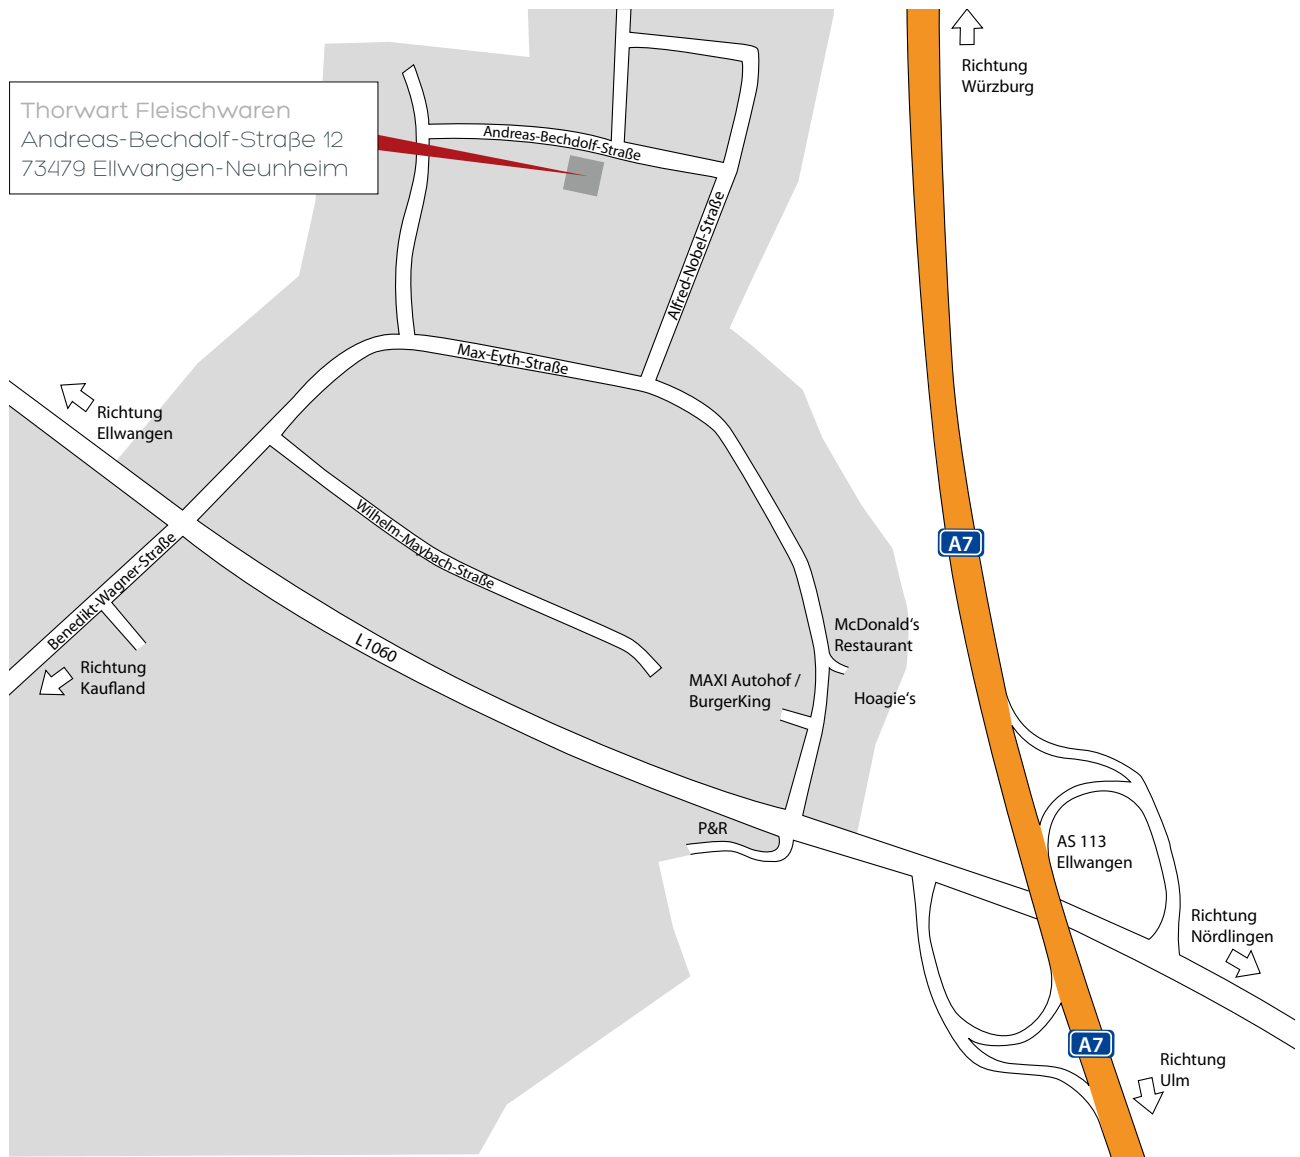 Richtung
Würzburg
Thorwart Fleischwaren
Andreas-Bechdolf-Straße 12
73479 Ellwangen-Neunheim
Andreas-Bechdolf-Straße
Alfred-Nobel-Straße
Max-Eyth-Straße
Richtung
Ellwangen
Wilhelm-Maybach-Straße
A7
Benedikt-Wagner-Straße
L1060
McDonald‘s
Restaurant
Richtung
Kaufland
MAXI Autohof /
BurgerKing
Hoagie‘s
P&R
AS 113
Ellwangen
Richtung
Nördlingen
A7
Richtung
Ulm